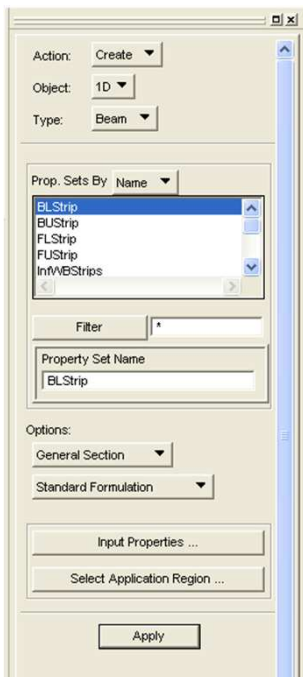 Action: Create
Object: 1D
Type: Beam
Prop. Sets By Name
BLStrip
BUStrip
FLStrip
FUStrip
InfWBStrips
Filter *
Property Set Name
BLStrip
Options:
General Section
Standard Formulation
Input Properties ...
Select Application Region ...
Apply